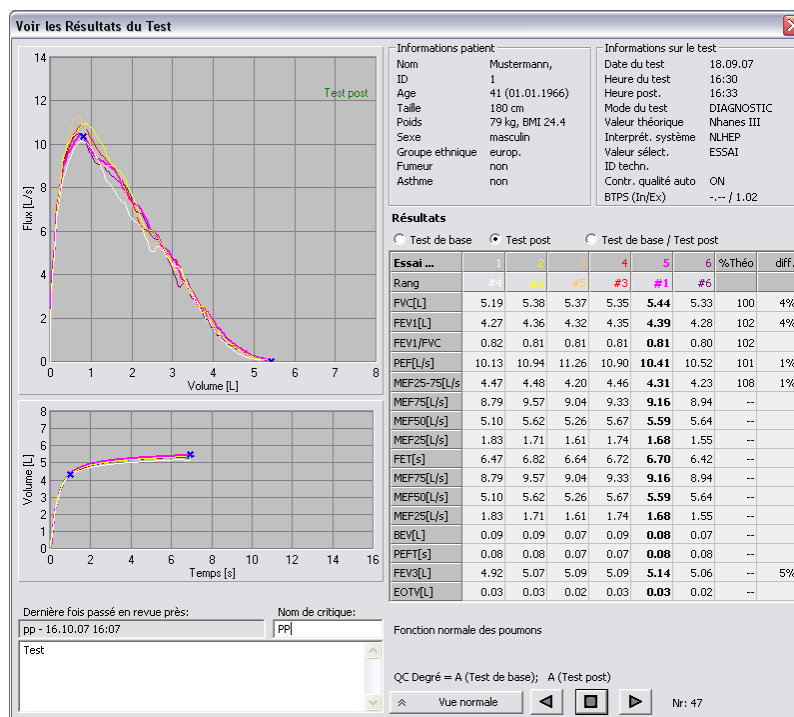 Voir les Résultats du Test
14
12
10
8
6
4
2
0
Flux [L/s]
Test post
0 1 2 3 4 5 6 7 8
Volume [L]
8
7
6
5
4
3
2
1
0
Volume [L]
0 2 4 6 8 10 12 14 16
Temps [s]
Informations patient
Nom Mustermann,
ID 1
Age 41 (01.01.1966)
Taille 180 cm
Poids 79 kg, BMI 24.4
Sexe masculin
Groupe ethnique europ.
Fumeur non
Asthme non
Informations sur le test
Date du test 18.09.07
Heure du test 16:30
Heure post. 16:33
Mode du test DIAGNOSTIC
Valeur théorique Nhanes III
Interprét. système NLHEP
Valeur sélect. ESSAI
ID techn.
Contr. qualité auto ON
BTPS (In/Ex) -.-- / 1.02
Résultats
Test de base Test post Test de base / Test post
Essai ... 1 2 3 4 5 6 %Théo diff.
Rang #4 #2 #5 #3 #1 #6
FVC[L] 5.19 5.38 5.37 5.35 5.44 5.33 100 4%
FEV1[L] 4.27 4.36 4.32 4.35 4.39 4.28 102 4%
FEV1/FVC 0.82 0.81 0.81 0.81 0.81 0.80 102
PEF[L/s] 10.13 10.94 11.26 10.90 10.41 10.52 101 1%
MEF25-75[L/s 4.47 4.48 4.20 4.46 4.31 4.23 108 1%
MEF75[L/s] 8.79 9.57 9.04 9.33 9.16 8.94 --
MEF50[L/s] 5.10 5.62 5.26 5.67 5.59 5.64 --
MEF25[L/s] 1.83 1.71 1.61 1.74 1.68 1.55 --
FET[s] 6.47 6.82 6.64 6.72 6.70 6.42 --
MEF75[L/s] 8.79 9.57 9.04 9.33 9.16 8.94 --
MEF50[L/s] 5.10 5.62 5.26 5.67 5.59 5.64 --
MEF25[L/s] 1.83 1.71 1.61 1.74 1.68 1.55 --
BEV[L] 0.09 0.09 0.07 0.09 0.08 0.07 --
PEFT[s] 0.08 0.08 0.07 0.07 0.08 0.08 --
FEV3[L] 4.92 5.07 5.09 5.09 5.14 5.06 -- 5%
EOTV[L] 0.03 0.03 0.02 0.03 0.03 0.02 --
Dernière fois passé en revue près: Nom de critique:
pp - 16.10.07 16:07 PP
Test
Fonction normale des poumons
QC Degré = A (Test de base); A (Test post)
Vue normale Nr: 47